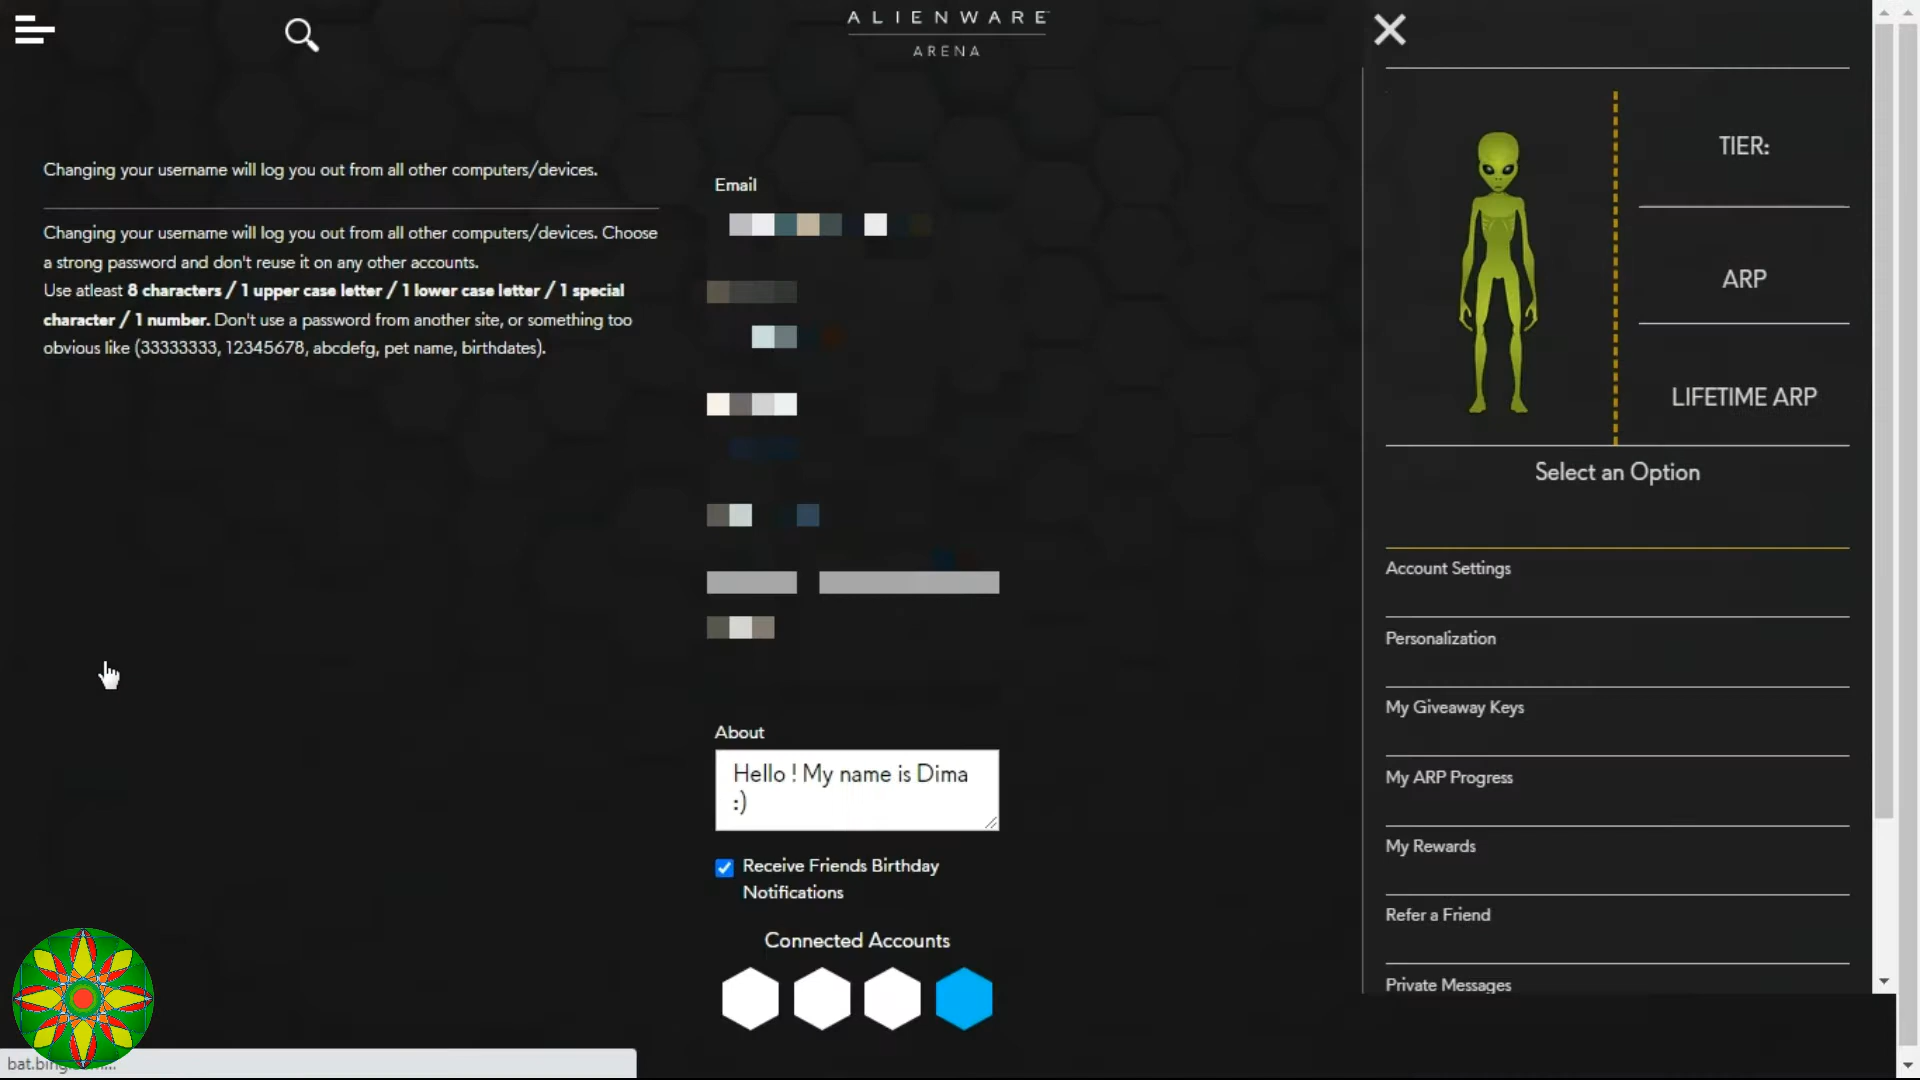 ALIENWARE
ARENA
Changing your username will log you out from all other computers/devices.
Changing your username will log you out from all other computers/devices. Choose
a strong password and don't reuse it on any other accounts.
Use atleast 8 characters / 1 upper case letter / 1 lower case letter / 1 special
character / 1 number. Don't use a password from another site, or something too
obvious like (33333333, 12345678, abcdefg, pet name, birthdates).
Email
About
Hello ! My name is Dima
:)
Receive Friends Birthday
Notifications
Connected Accounts
TIER:
ARP
LIFETIME ARP
Select an Option
Account Settings
Personalization
My Giveaway Keys
My ARP Progress
My Rewards
Refer a Friend
Private Messages